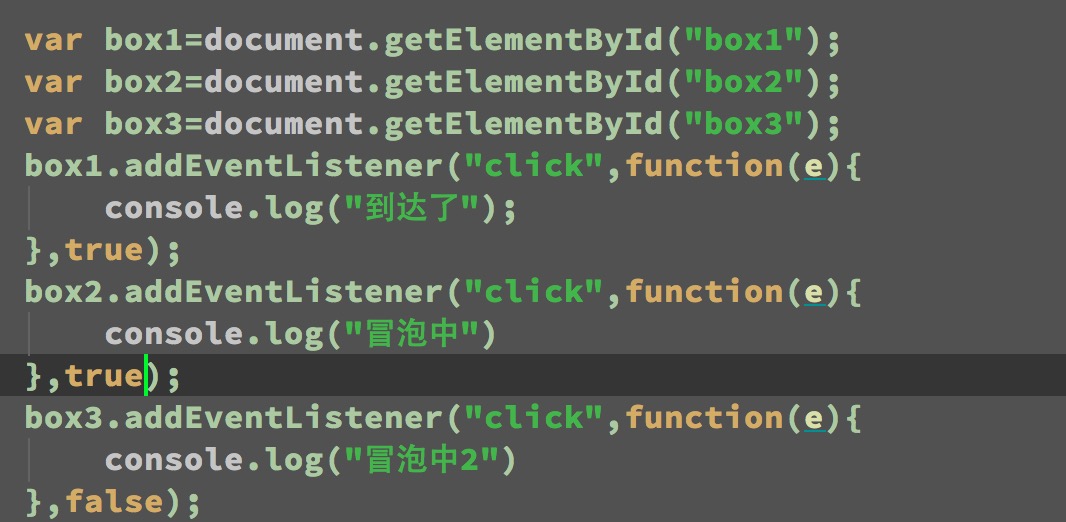 var box1=document.getElementById("box1");
var box2=document.getElementById("box2");
var box3=document.getElementById("box3");
box1.addEventListener("click",function(e){
    console.log("到达了");
},true);
box2.addEventListener("click",function(e){
    console.log("冒泡中")
},true);
box3.addEventListener("click",function(e){
    console.log("冒泡中2")
},false);